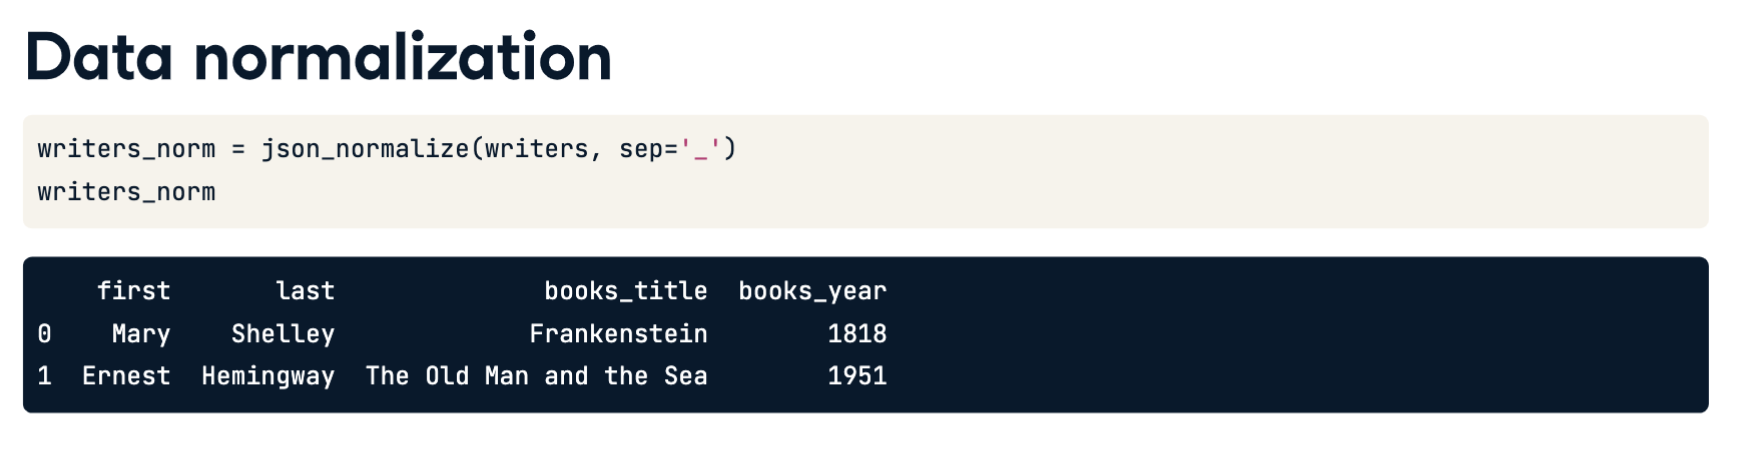 Data normalization
writers_norm = json_normalize(writers, sep='_')
writers_norm
first last books_title books_year
0 Mary Shelley Frankenstein 1818
1 Ernest Hemingway The Old Man and the Sea 1951